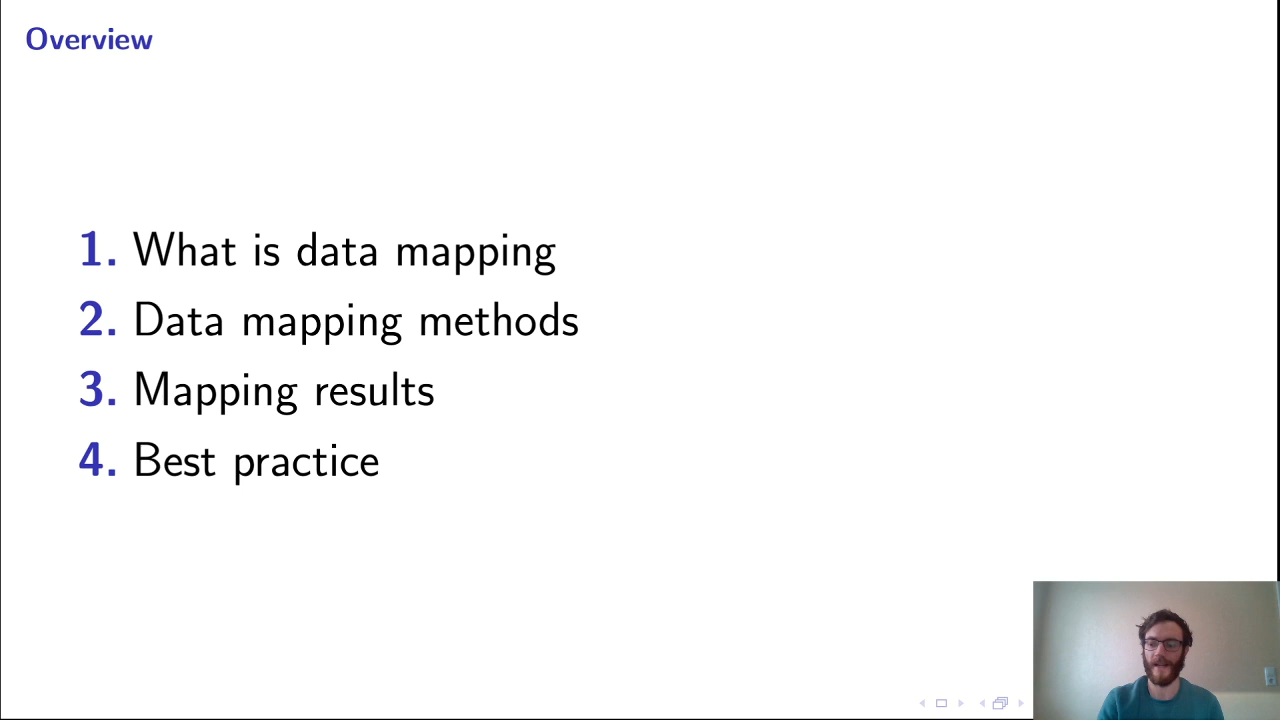 Overview
1. What is data mapping
2. Data mapping methods
3. Mapping results
4. Best practice